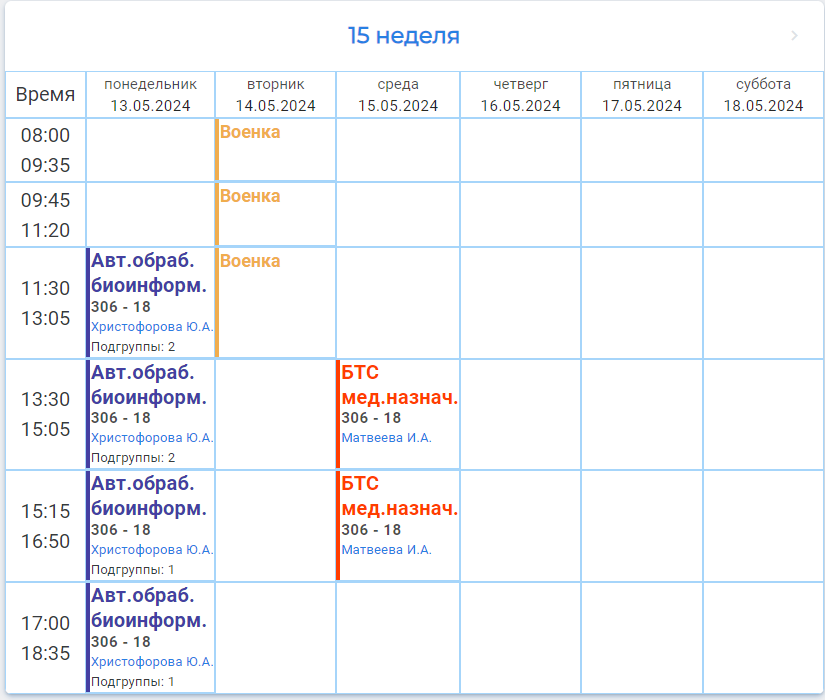 15 неделя
Время
понедельник
13.05.2024
вторник
14.05.2024
среда
15.05.2024
четверг
16.05.2024
пятница
17.05.2024
суббота
18.05.2024
08:00
09:35
Военка
09:45
11:20
Военка
11:30
13:05
Авт.обраб.
биоинформ.
306 - 18
Христофорова Ю.А.
Подгруппы: 2
Военка
13:30
15:05
Авт.обраб.
биоинформ.
306 - 18
Христофорова Ю.А.
Подгруппы: 2
БТС
мед.назнач.
306 - 18
Матвеева И.А.
15:15
16:50
Авт.обраб.
биоинформ.
306 - 18
Христофорова Ю.А.
Подгруппы: 1
БТС
мед.назнач.
306 - 18
Матвеева И.А.
17:00
18:35
Авт.обраб.
биоинформ.
306 - 18
Христофорова Ю.А.
Подгруппы: 1